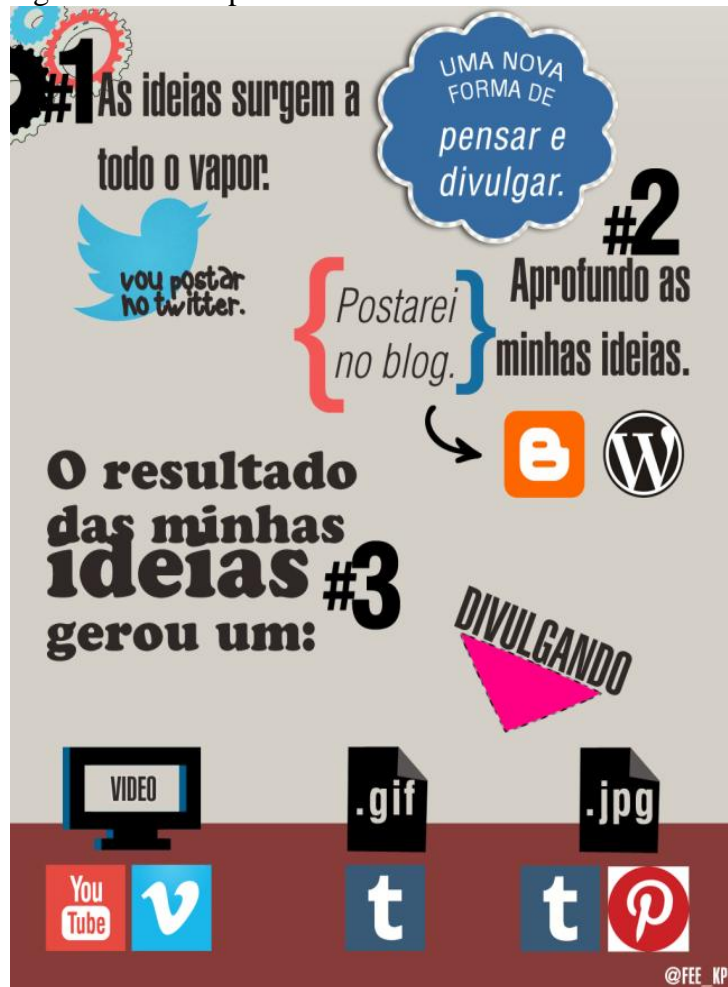 #1 As ideias surgem a
todo o vapor.
UMA NOVA
FORMA DE
pensar e
divulgar.
vou postar
no twitter.
#2
Aprofundo as
minhas ideias.
Postarei
no blog.
O resultado
das minhas
ideias #3
gerou um:
DIVULGANDO
VIDEO
.gif
.jpg
You
Tube
@FEE_KP